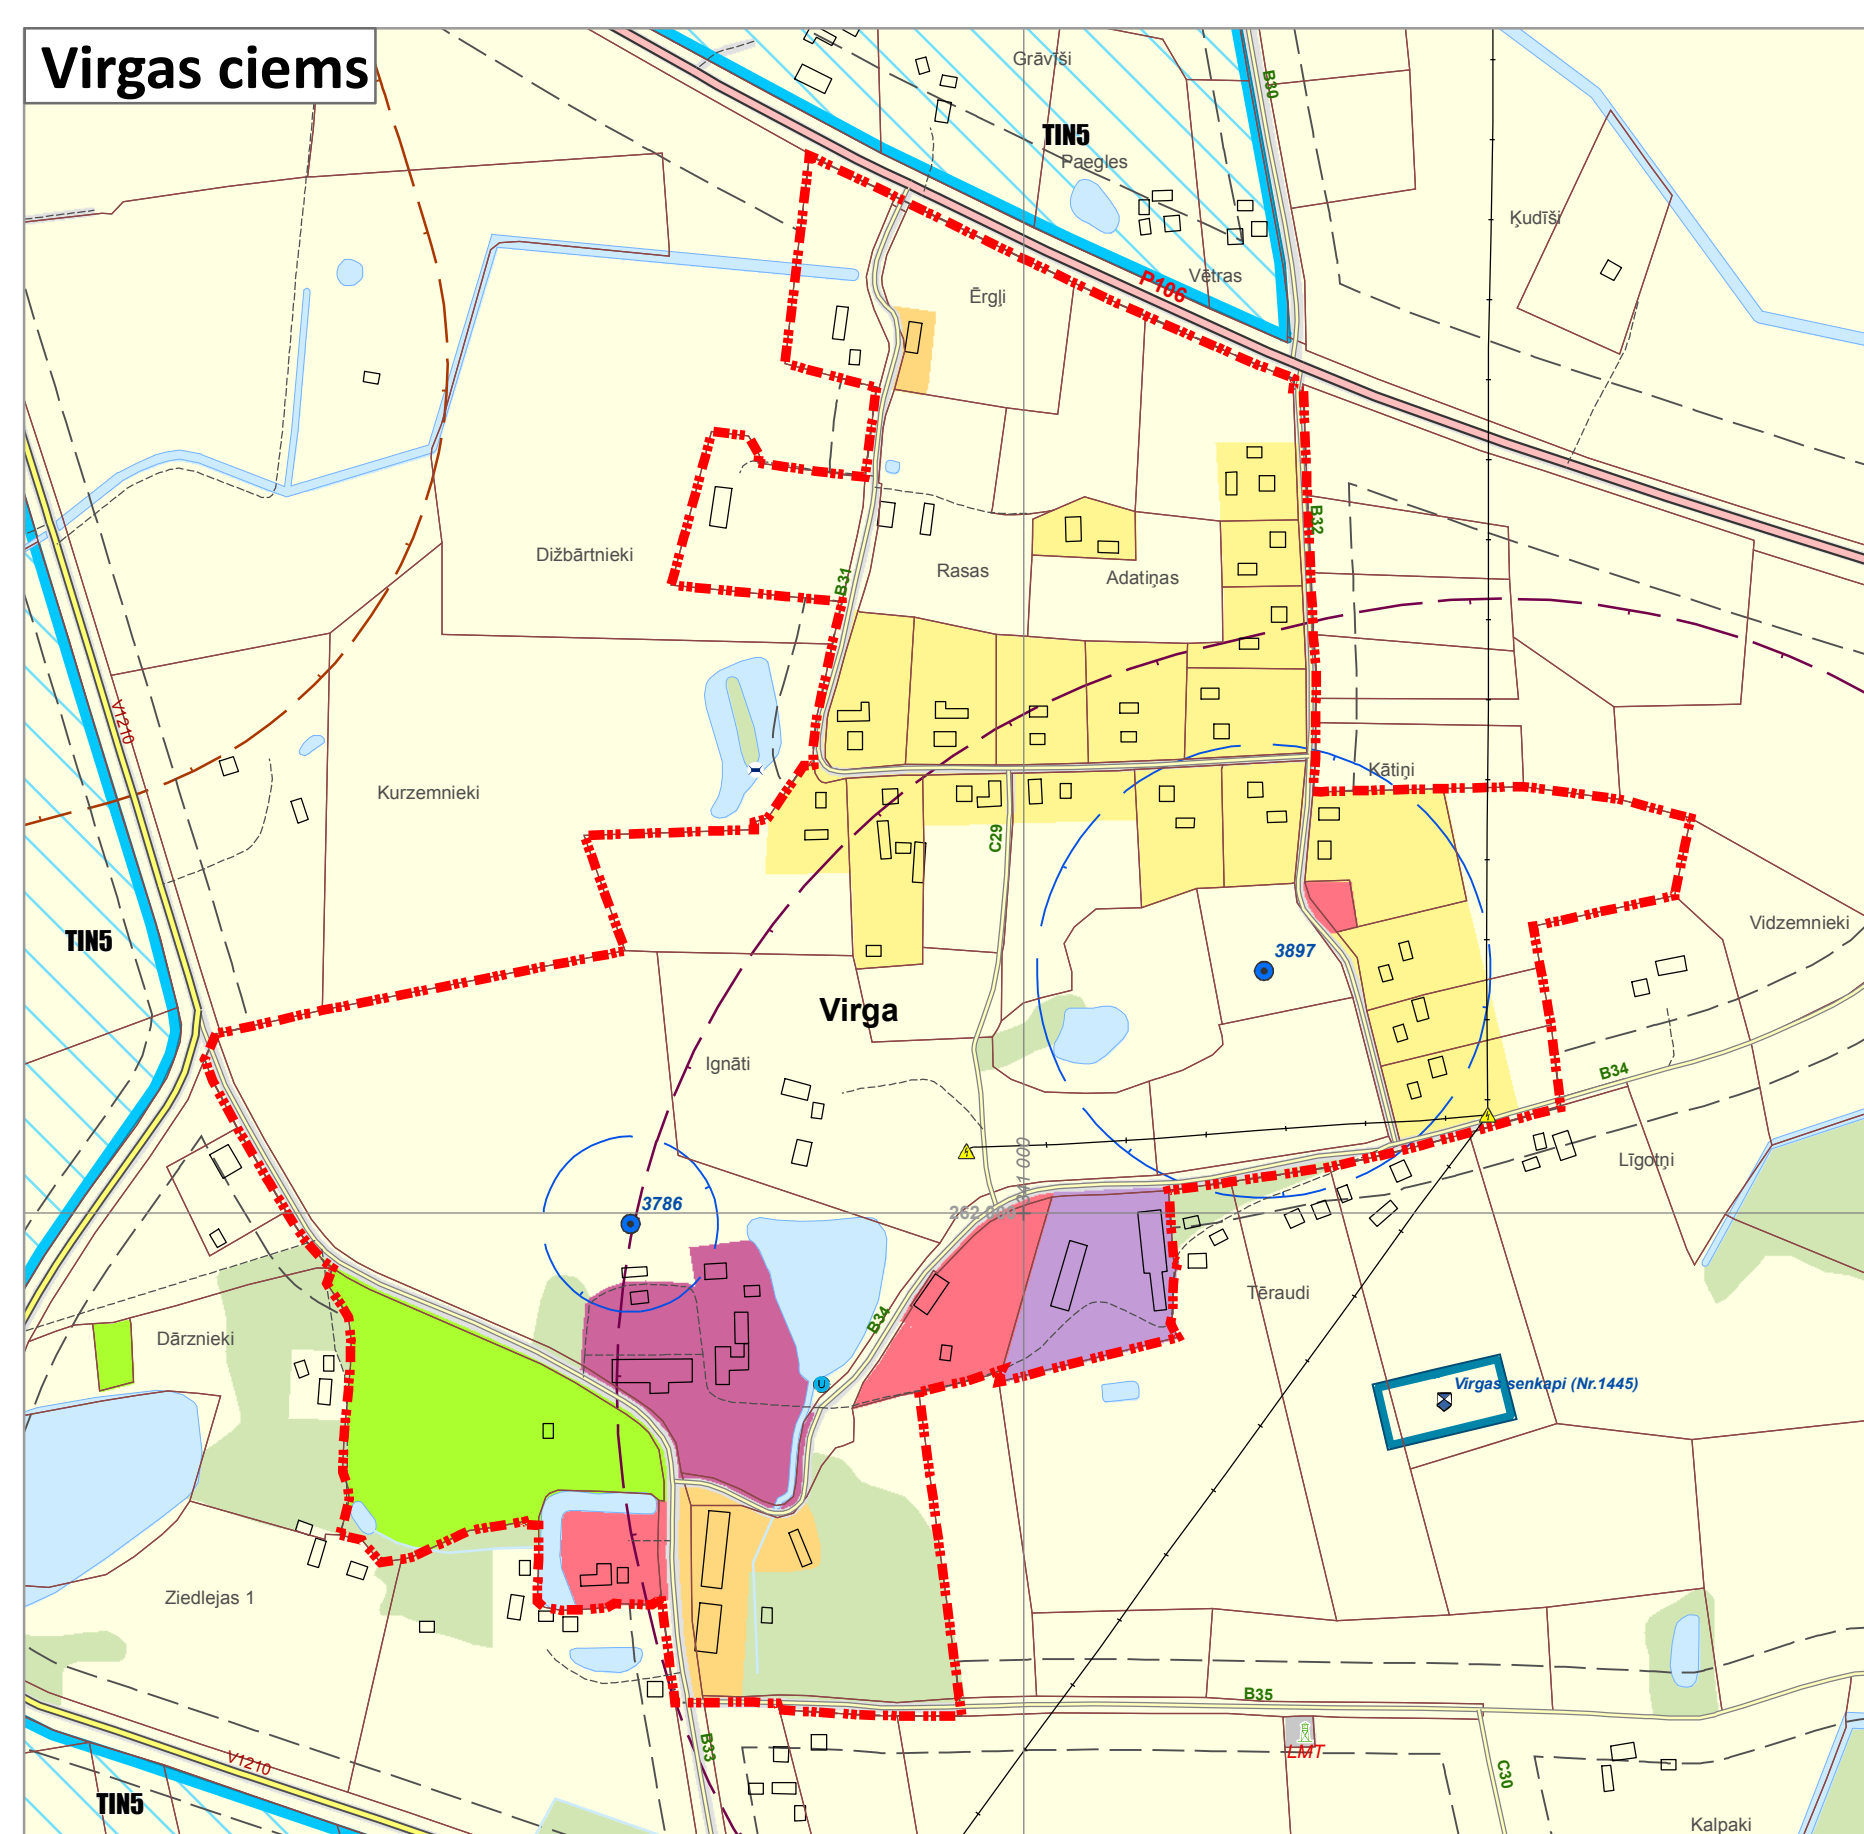 Virgas ciems
Grāvīši
B30
TIN5
Paegles
Ķudīši
Vētras
P106
Ērgļi
B32
Dižbārtnieki
B31
Rasas
Adatiņas
V1210
Kātiņi
Kurzemnieki
C29
Vidzemnieki
TIN5
3897
Virga
Ignāti
B34
341 000
Līgotņi
3786
262 000
Tēraudi
B34
Dārznieki
U
Virgas senkapi (Nr.1445)
Ziedlejas 1
B35
B33
LMT
V1210
C30
TIN5
Kalpaki